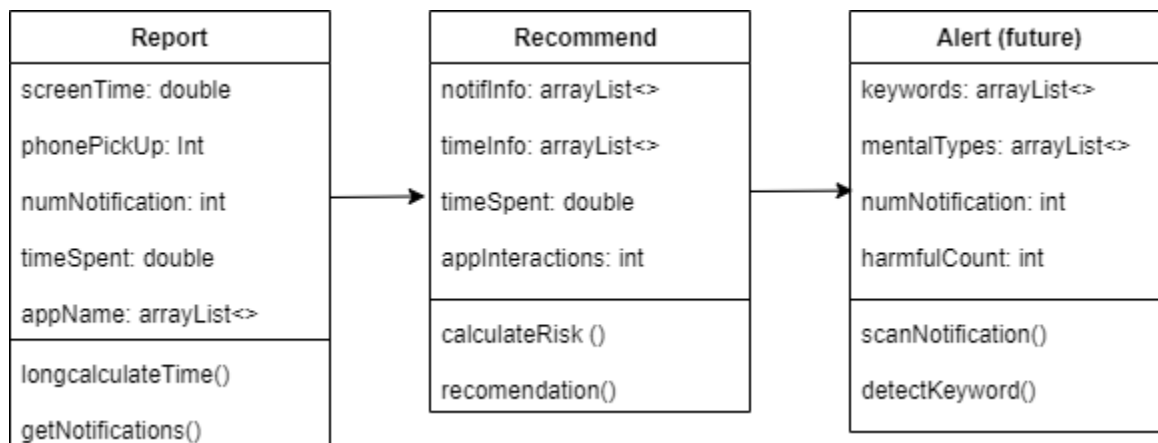 Report
screenTime: double
phonePickUp: Int
numNotification: int
timeSpent: double
appName: arrayList<>
longcalculateTime()
getNotifications()
Recommend
notifInfo: arrayList<>
timeInfo: arrayList<>
timeSpent: double
appInteractions: int
calculateRisk ()
recomendation()
Alert (future)
keywords: arrayList<>
mentalTypes: arrayList<>
numNotification: int
harmfulCount: int
scanNotification()
detectKeyword()